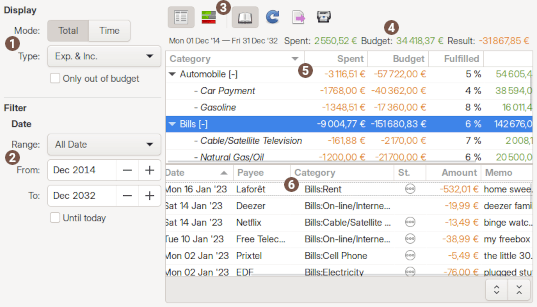 Display
Mode: Total Time
1
Type: Exp. & Inc.
Only out of budget
Filter
Date
Range: All Date
2
From: Dec 2014 — +
To: Dec 2032 — +
Until today
3
4
Mon 01 Dec '14 — Fri 31 Dec '32 Spent: 2 550,52 € Budget: 34 418,37 € Result: -31 867,85 €
Category Spent Budget Fulfilled
5
Automobile [-] -3 116,51 € -57 722,00 € 5 % 54 605,4
- Car Payment -1 768,00 € -40 362,00 € 4 % 38 594,0
- Gasoline -1 348,51 € -17 360,00 € 8 % 16 011,4
Bills [-] -9 004,77 € -151 680,83 € 6 % 142 676,0
- Cable/Satellite Television -161,88 € -2 170,00 € 7 % 2 008,1
- Natural Gas/Oil -1 200,00 € -21 700,00 € 6 % 20 500,0
Date Payee Category St. Amount Memo
6
Mon 16 Jan '23 Laforêt Bills:Rent -532,01 € home swee..
Sat 14 Jan '23 Deezer Bills:On-line/Interne... -19,99 € deezer fami
Sat 14 Jan '23 Netflix Bills:Cable/Satellite ... -13,49 € binge watc..
Tue 10 Jan '23 Free Telec... Bills:On-line/Interne... -38,99 € my freebox
Mon 02 Jan '23 Prixtel Bills:Cell Phone -5,49 € the little 30.
Mon 02 Jan '23 EDF Bills:Electricity -76,00 € plugged stu